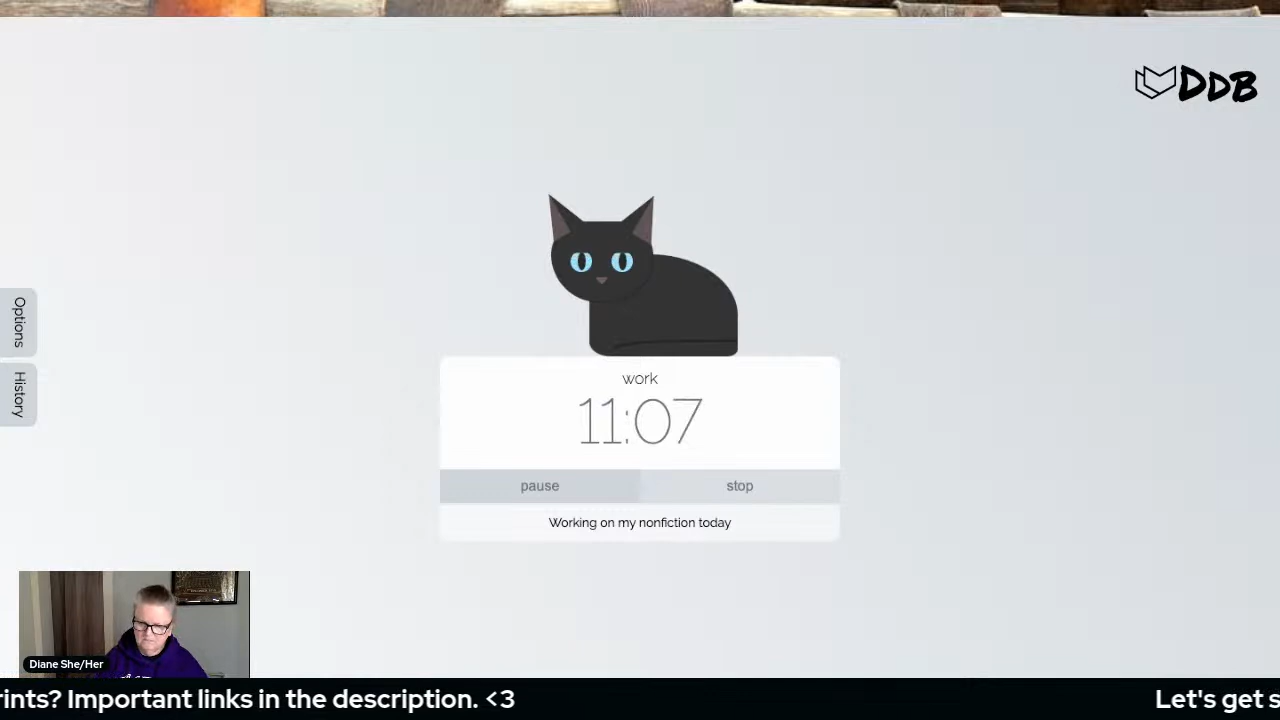 DDB
Options
History
work
11:07
pause
stop
Working on my nonfiction today
Diane She/Her
rints? Important links in the description. <3
Let's get s